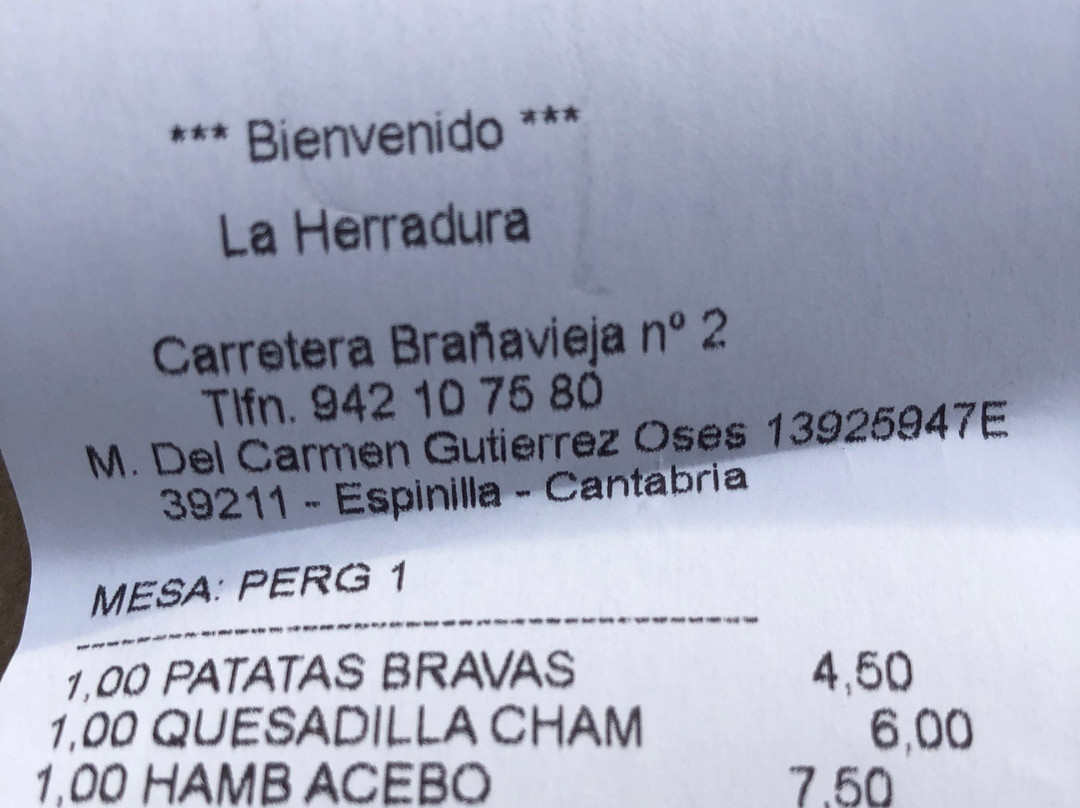 *** Bienvenido ***
La Herradura
Carretera Brañavieja nº 2
Tlfn. 942 10 75 80
M. Del Carmen Gutierrez Oses 13925947E
39211 - Espinilla - Cantabria
MESA: PERG 1
--------------------------------------------------
1,00 PATATAS BRAVAS 4,50
1,00 QUESADILLA CHAM 6,00
1,00 HAMB ACEBO 7,50